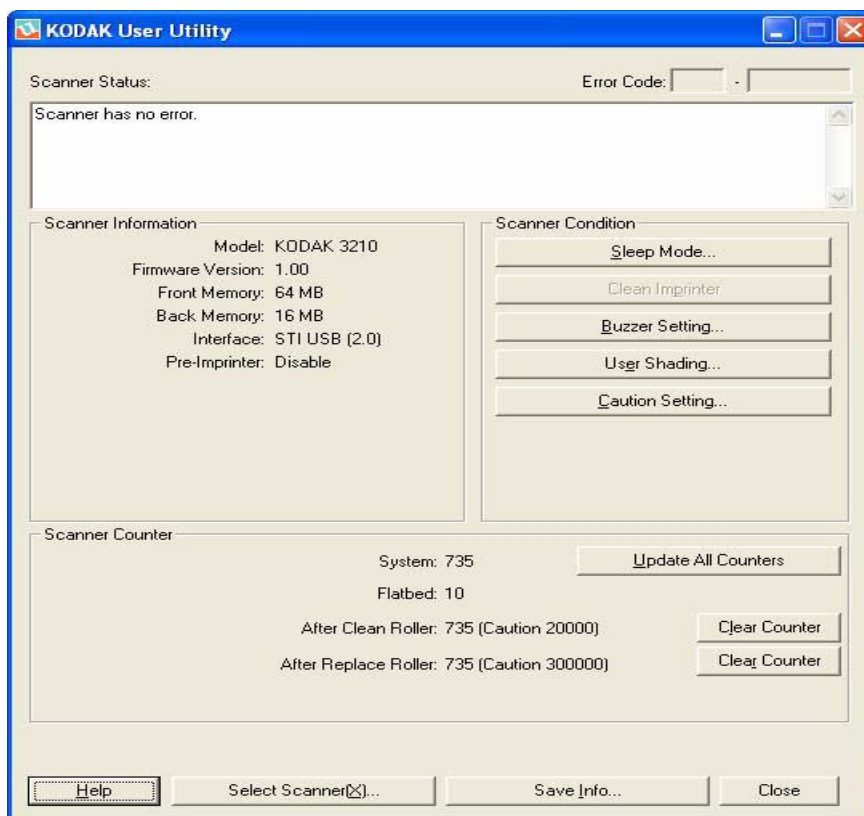 KODAK User Utility
Scanner Status:
Error Code: -
Scanner has no error.
Scanner Information
Model: KODAK 3210
Firmware Version: 1.00
Front Memory: 64 MB
Back Memory: 16 MB
Interface: STI USB (2.0)
Pre-Imprinter: Disable
Scanner Condition
Sleep Mode...
Clean Imprinter
Buzzer Setting...
User Shading...
Caution Setting...
Scanner Counter
System: 735
Update All Counters
Flatbed: 10
After Clean Roller: 735 (Caution 20000)
Clear Counter
After Replace Roller: 735 (Caution 300000)
Clear Counter
Help
Select Scanner(X)...
Save Info...
Close